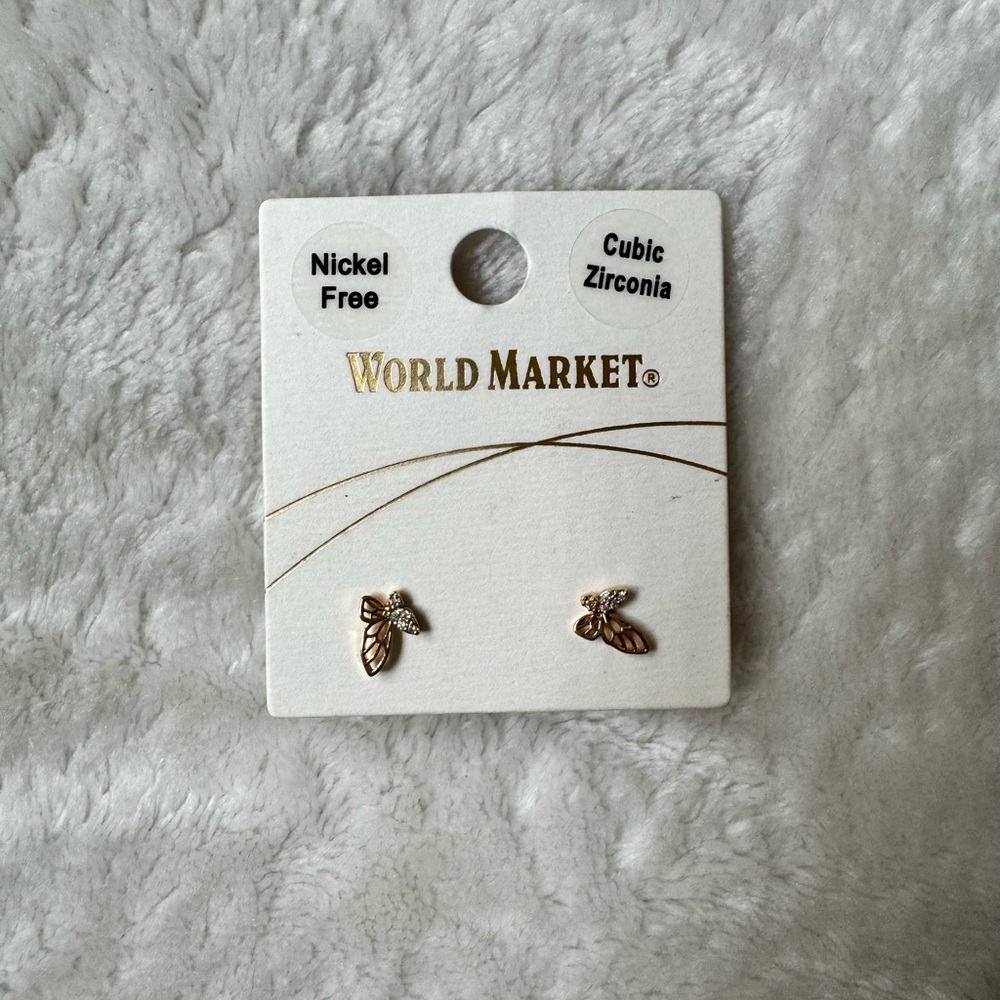 Nickel
Free
Cubic
Zirconia
WORLD MARKET®